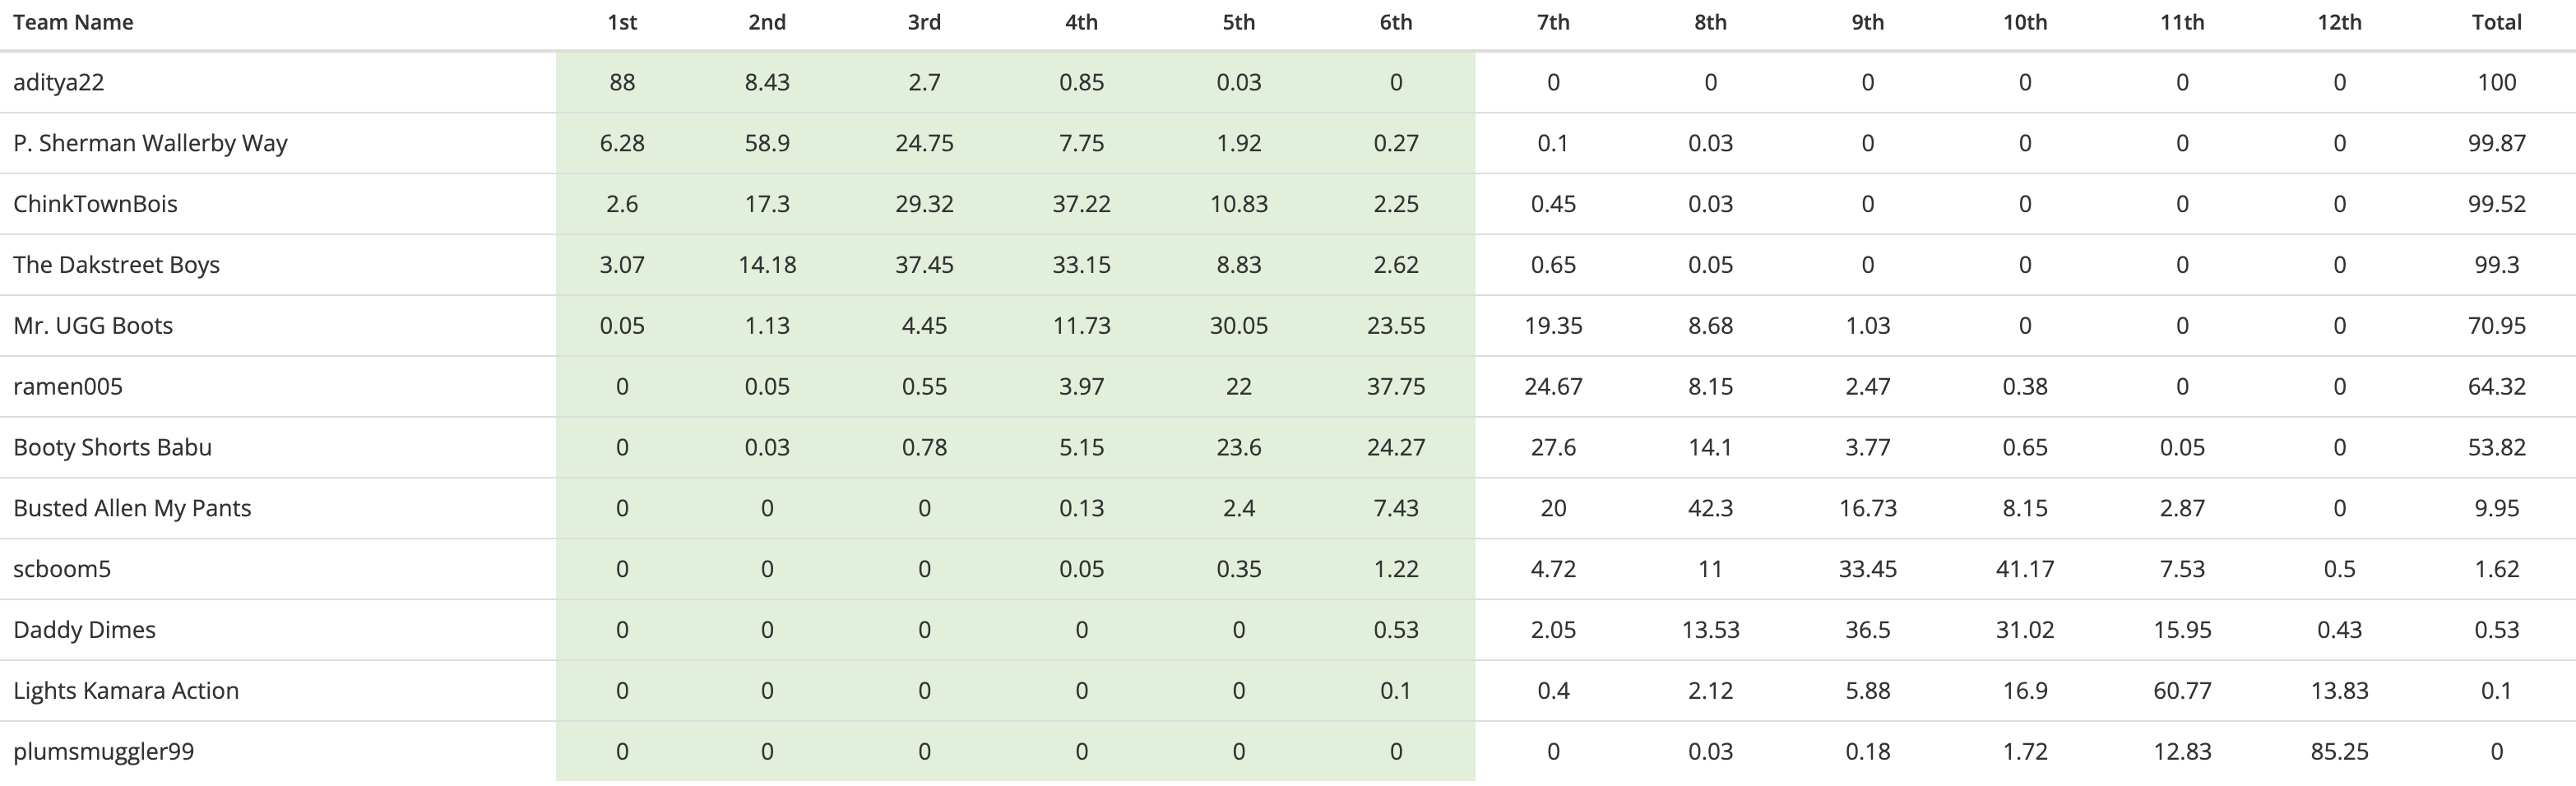 Team Name 1st 2nd 3rd 4th 5th 6th 7th 8th 9th 10th 11th 12th Total
aditya22 88 8.43 2.7 0.85 0.03 0 0 0 0 0 0 0 100
P. Sherman Wallerby Way 6.28 58.9 24.75 7.75 1.92 0.27 0.1 0.03 0 0 0 0 99.87
ChinkTownBois 2.6 17.3 29.32 37.22 10.83 2.25 0.45 0.03 0 0 0 0 99.52
The Dakstreet Boys 3.07 14.18 37.45 33.15 8.83 2.62 0.65 0.05 0 0 0 0 99.3
Mr. UGG Boots 0.05 1.13 4.45 11.73 30.05 23.55 19.35 8.68 1.03 0 0 0 70.95
ramen005 0 0.05 0.55 3.97 22 37.75 24.67 8.15 2.47 0.38 0 0 64.32
Booty Shorts Babu 0 0.03 0.78 5.15 23.6 24.27 27.6 14.1 3.77 0.65 0.05 0 53.82
Busted Allen My Pants 0 0 0 0.13 2.4 7.43 20 42.3 16.73 8.15 2.87 0 9.95
scboom5 0 0 0 0.05 0.35 1.22 4.72 11 33.45 41.17 7.53 0.5 1.62
Daddy Dimes 0 0 0 0 0 0.53 2.05 13.53 36.5 31.02 15.95 0.43 0.53
Lights Kamara Action 0 0 0 0 0 0.1 0.4 2.12 5.88 16.9 60.77 13.83 0.1
plumsmuggler99 0 0 0 0 0 0 0 0.03 0.18 1.72 12.83 85.25 0